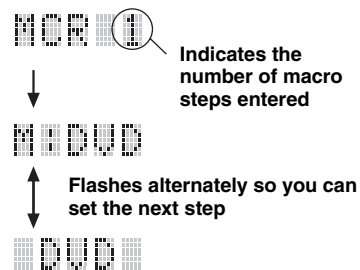 MCR 1
Indicates the
number of macro
steps entered
M:DVD
Flashes alternately so you can
set the next step
DVD